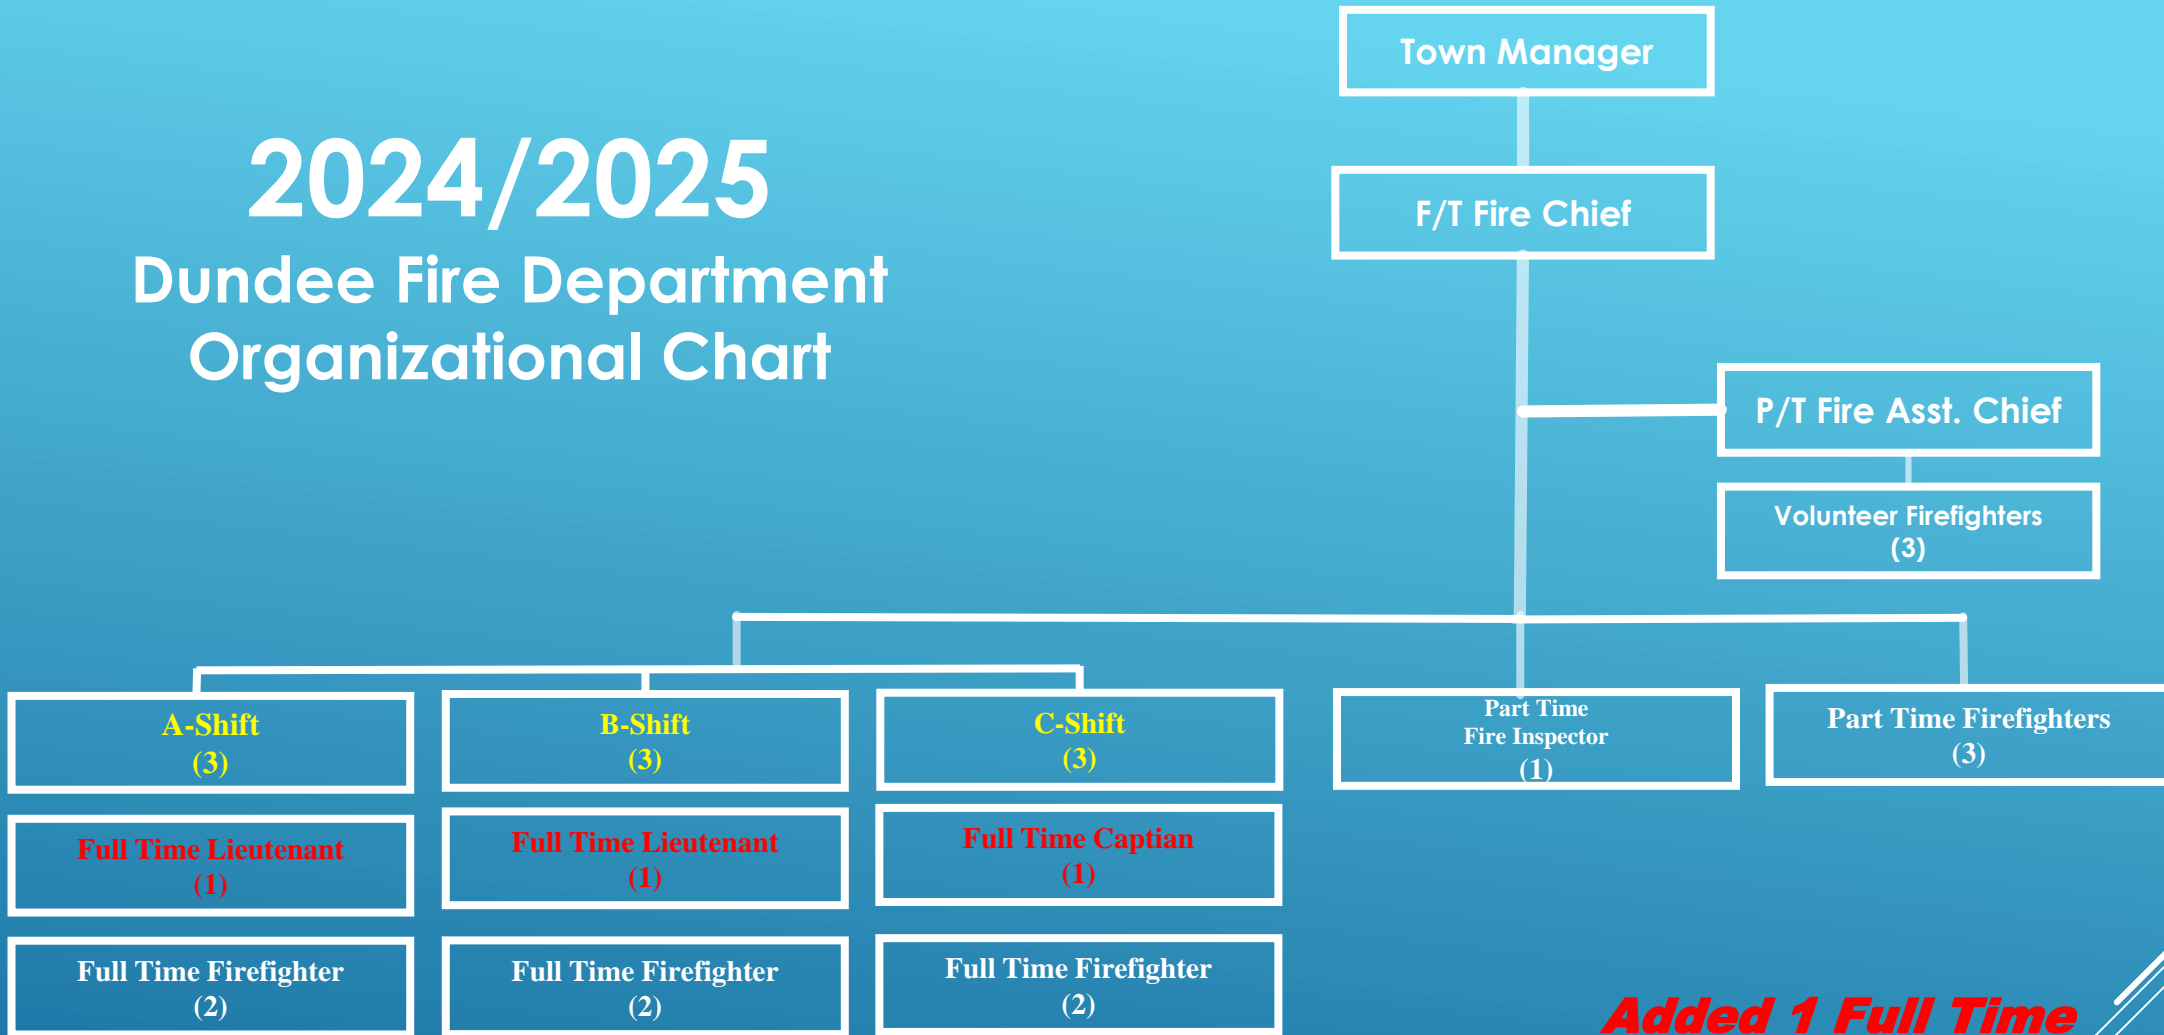 Town Manager
2024/2025
Dundee Fire Department
Organizational Chart
F/T Fire Chief
P/T Fire Asst. Chief
Volunteer Firefighters
(3)
A-Shift
(3)
B-Shift
(3)
C-Shift
(3)
Part Time
Fire Inspector
(1)
Part Time Firefighters
(3)
Full Time Lieutenant
(1)
Full Time Lieutenant
(1)
Full Time Captian
(1)
Full Time Firefighter
(2)
Full Time Firefighter
(2)
Full Time Firefighter
(2)
Added 1 Full Time